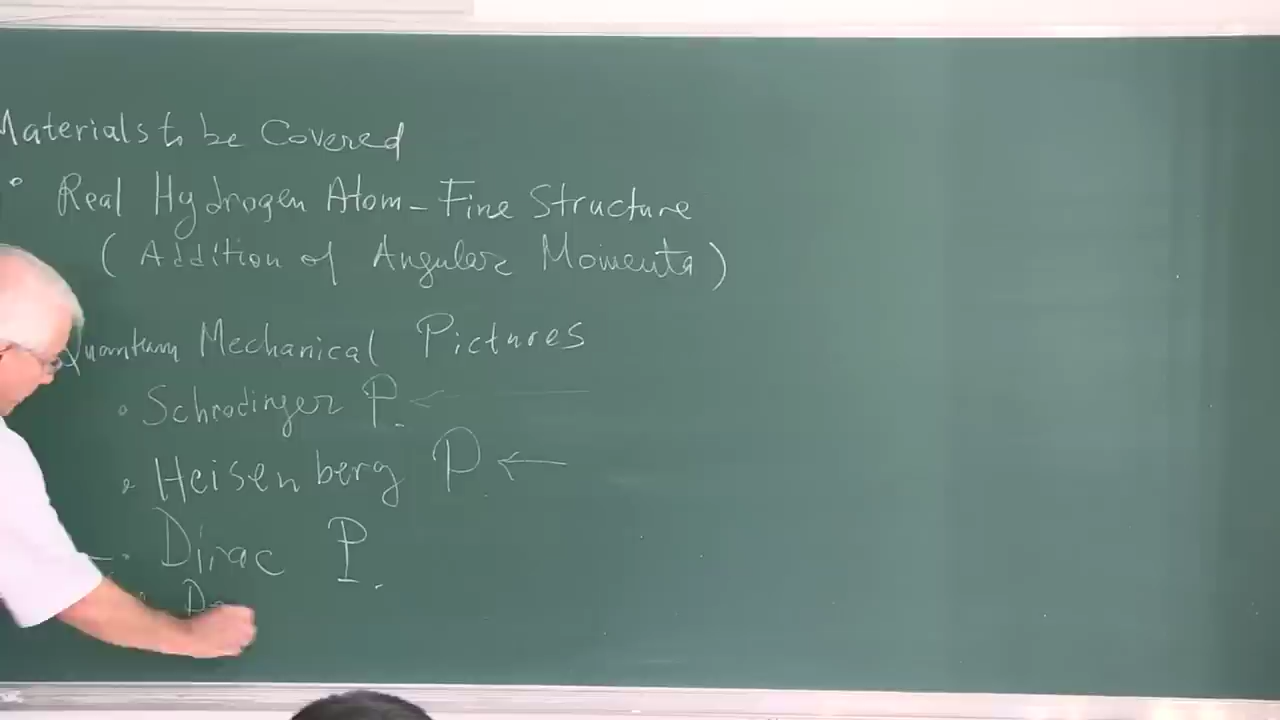 Materials to be Covered
• Real Hydrogen Atom - Fine Structure
( Addition of Angular Momenta )
Quantum Mechanical Pictures
• Schrodinger P. ←
• Heisenberg P. ←
• Dirac P.